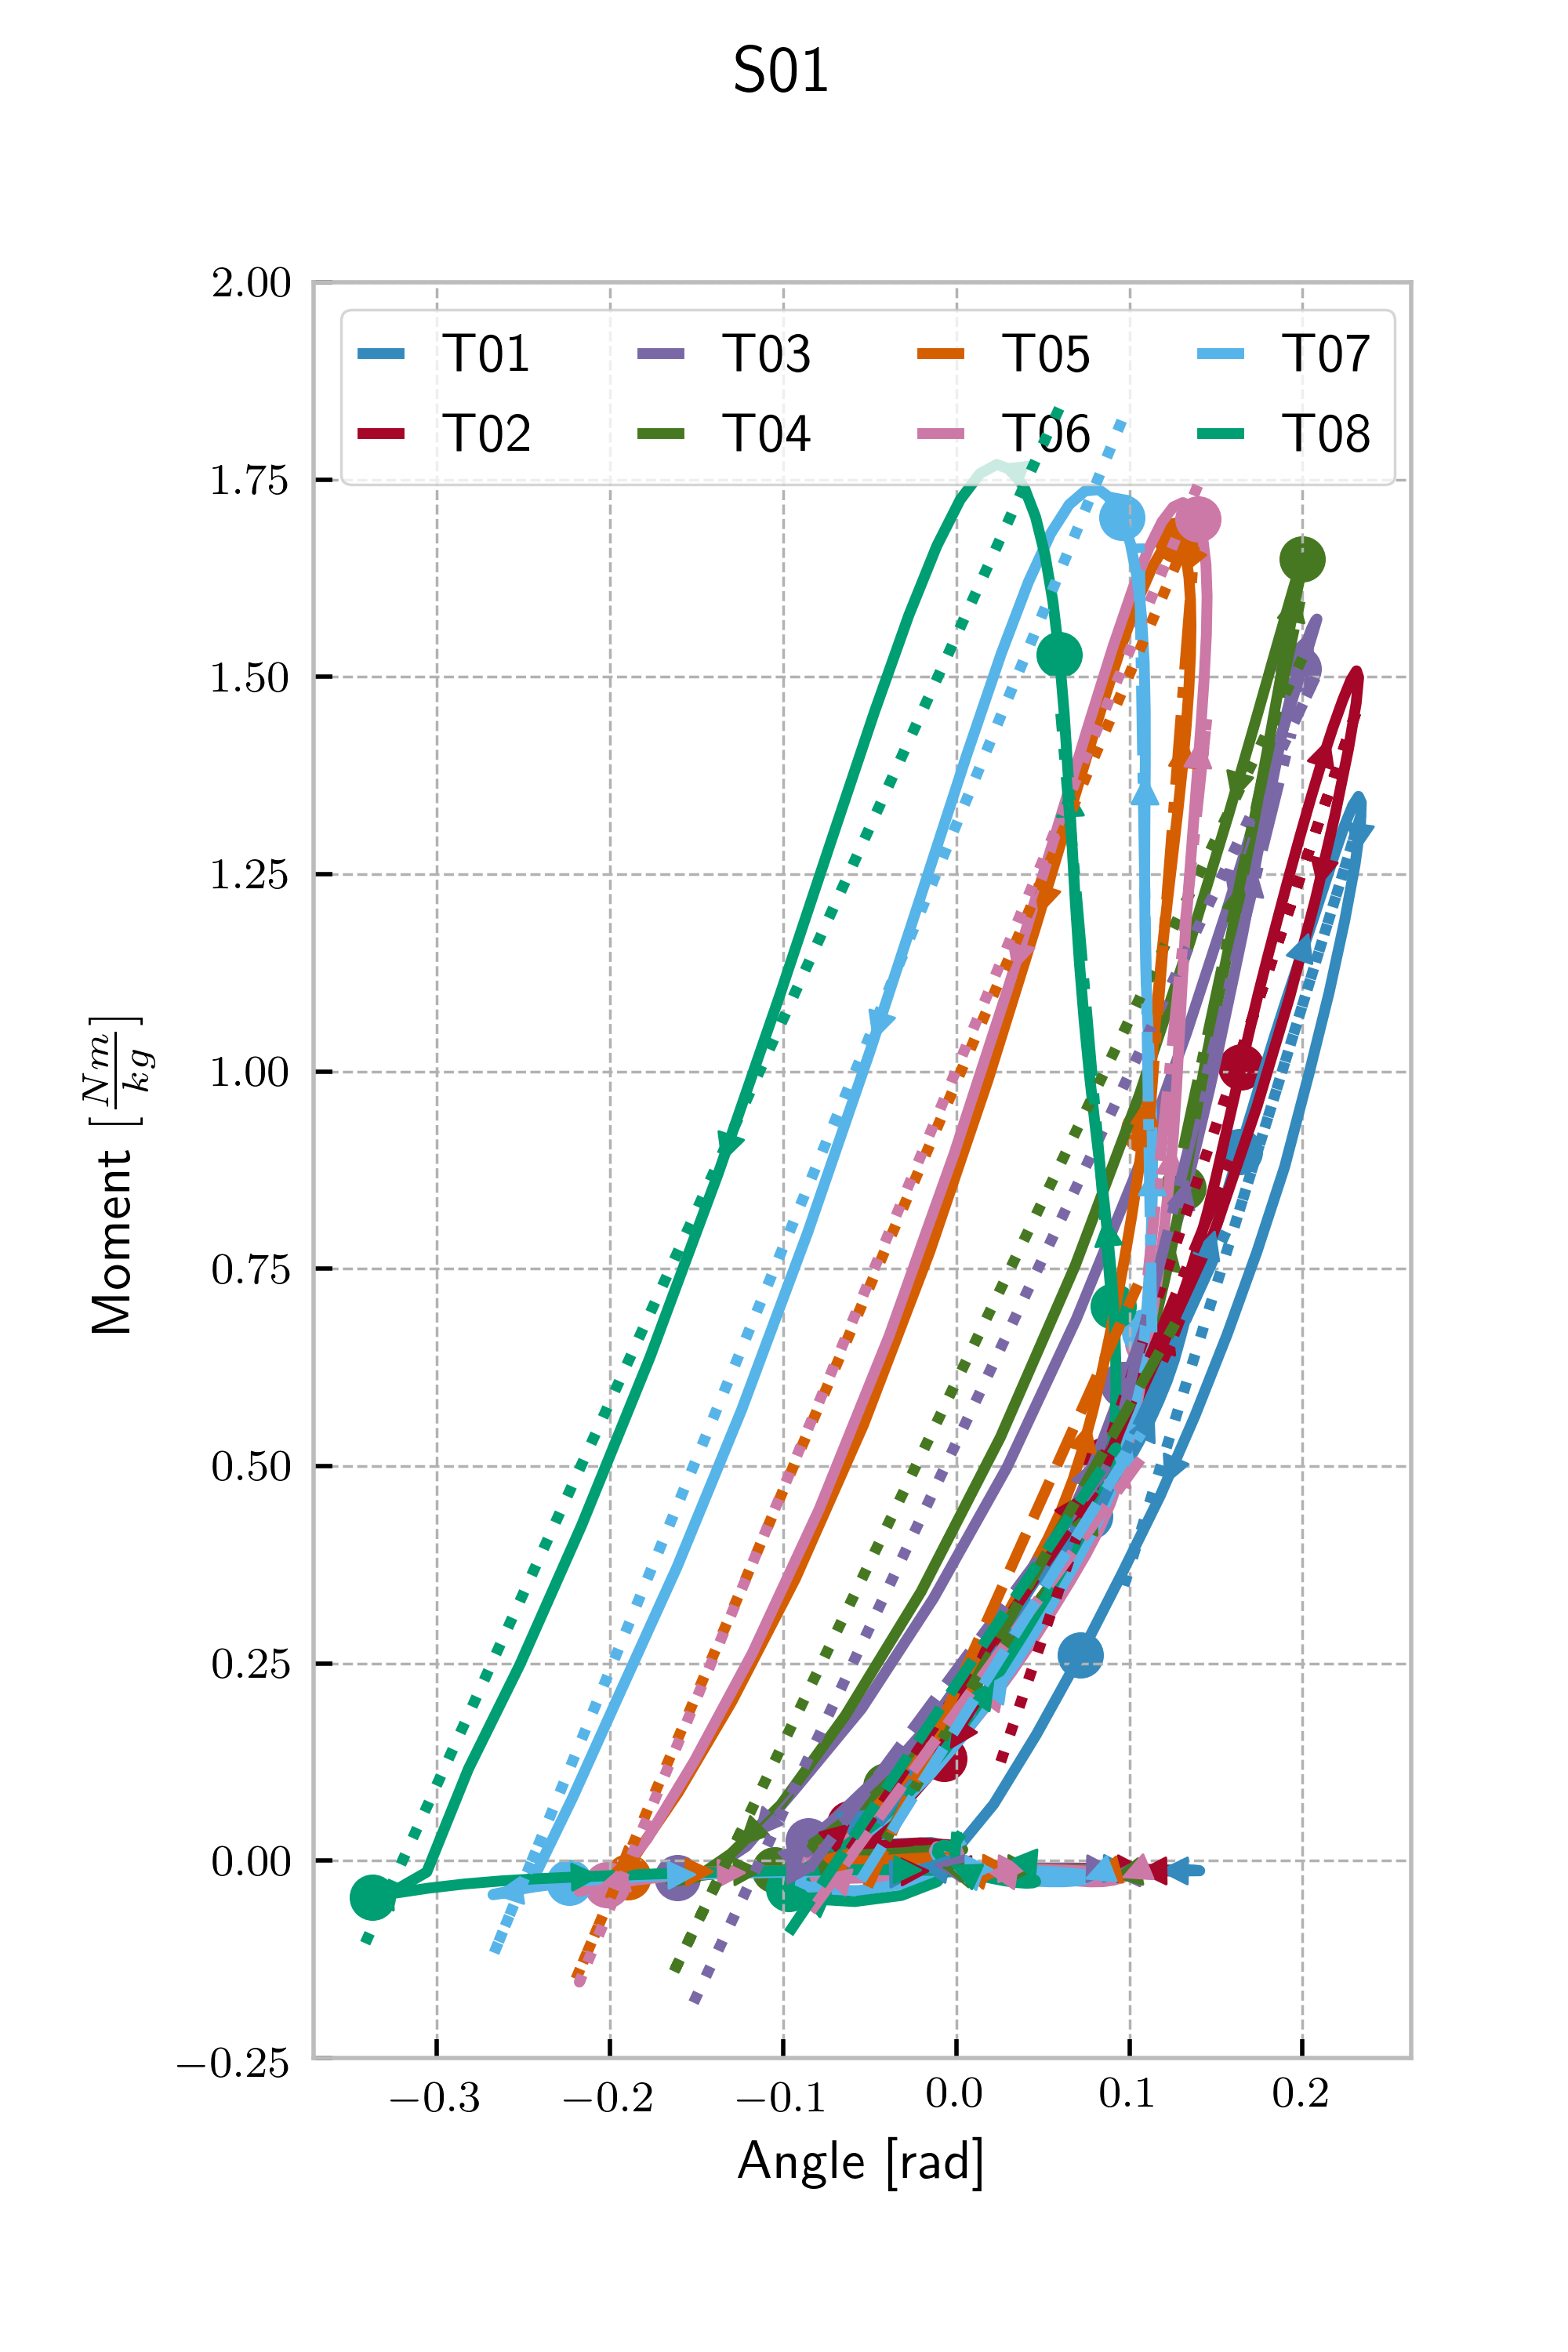 S01
2.00
T01 T03 T05 T07
T02 T04 T06 T08
1.75
1.50
1.25
1.00
0.75
0.50
0.25
0.00
−0.25
Moment [Nm/kg]
−0.3 −0.2 −0.1 0.0 0.1 0.2
Angle [rad]